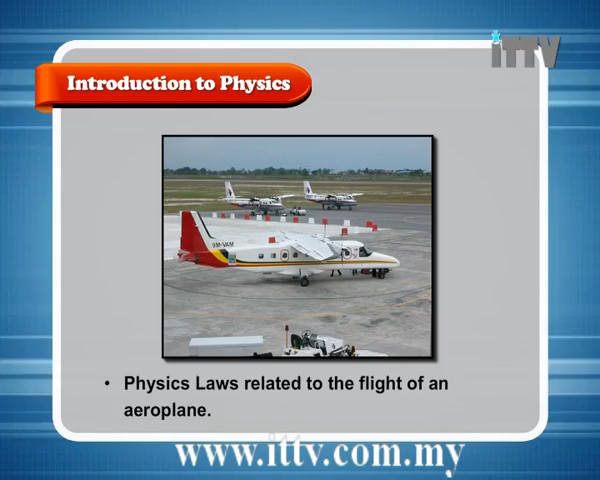 iTTV
Introduction to Physics
9M-VAM
• Physics Laws related to the flight of an
aeroplane.
www.ittv.com.my